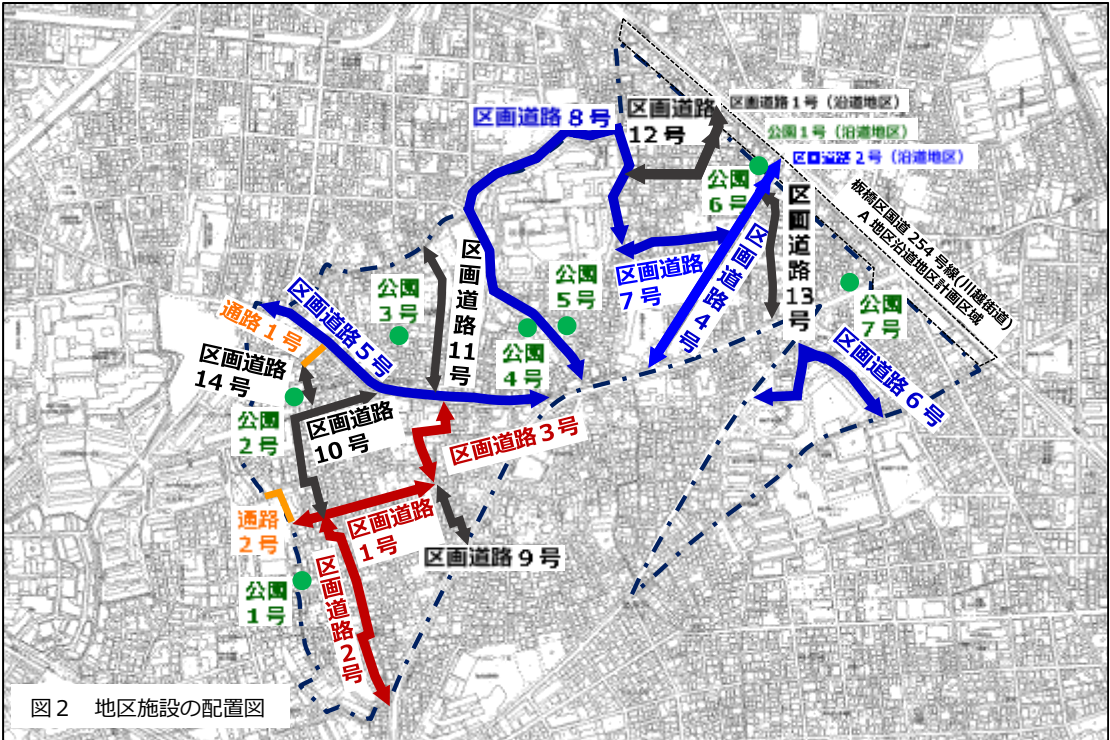 区画道路 8 号
区画道路
12 号
区画道路 1 号（沿道地区）
公園 1 号（沿道地区）
区画道路 2 号（沿道地区）
公園
6 号
板橋区国道 254 号線(川越街道)
A 地区沿道地区計画区域
区画道路13号
区画道路 4 号
区画道路
7 号
公園
5 号
区画道路11号
公園
3 号
区画道路 5 号
通路 1 号
公園
7 号
区画道路 6 号
公園
4 号
区画道路
14 号
公園
2 号
区画道路
10 号
区画道路 3 号
通路
2 号
区画道路
1 号
区画道路 9 号
公園
1 号
区画道路2号
図２　地区施設の配置図